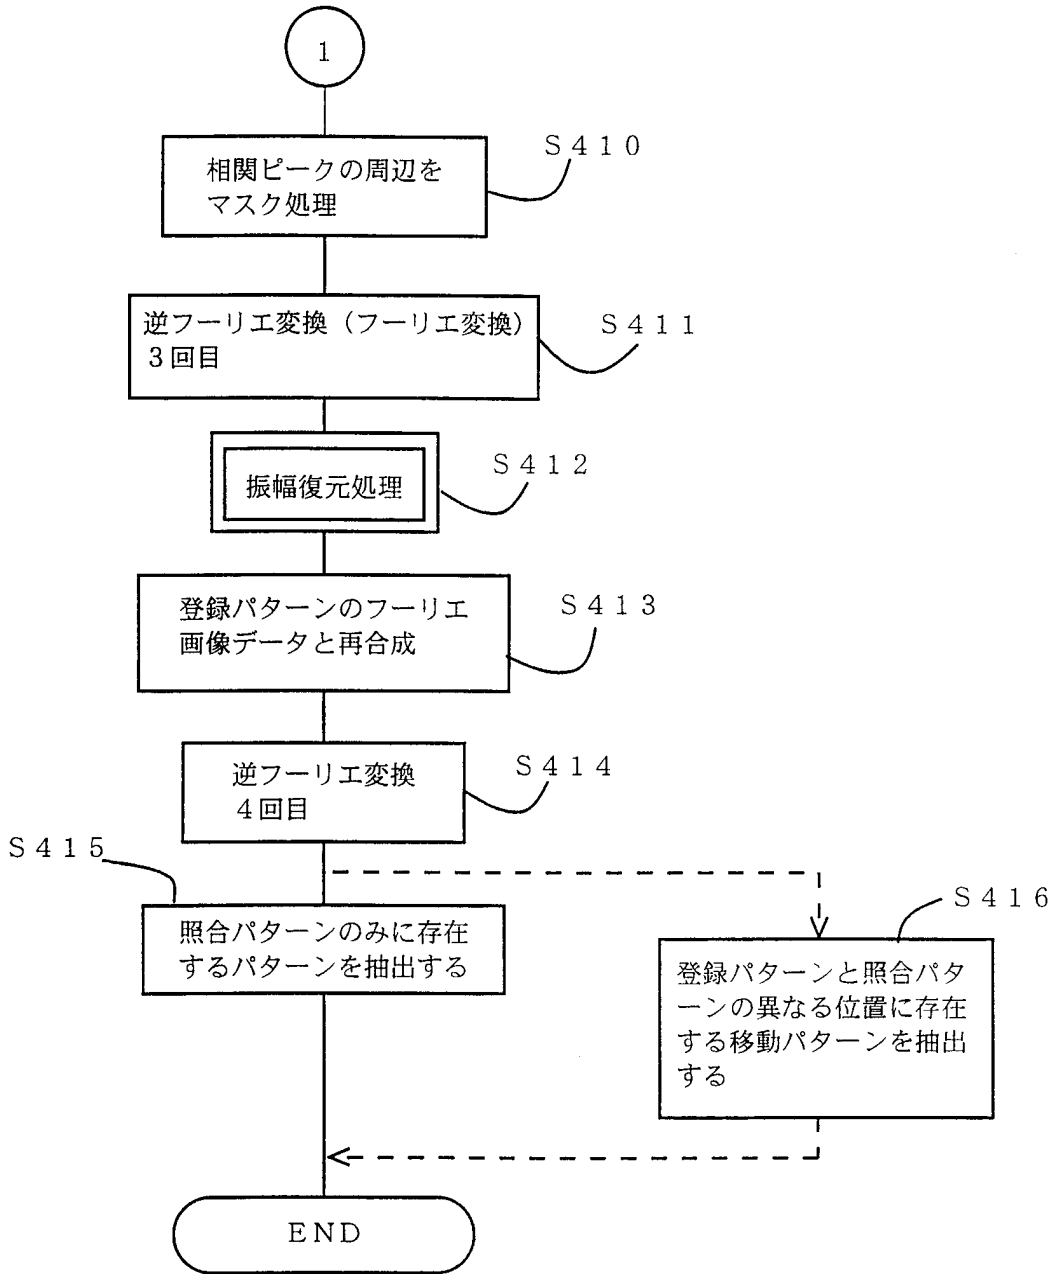 １
相関ピークの周辺を
マスク処理
Ｓ４１０
逆フーリエ変換（フーリエ変換）
３回目
Ｓ４１１
振幅復元処理
Ｓ４１２
登録パターンのフーリエ
画像データと再合成
Ｓ４１３
逆フーリエ変換
４回目
Ｓ４１４
Ｓ４１５
照合パターンのみに存在
するパターンを抽出する
Ｓ４１６
登録パターンと照合パタ
ーンの異なる位置に存在
する移動パターンを抽出
する
ＥＮＤ